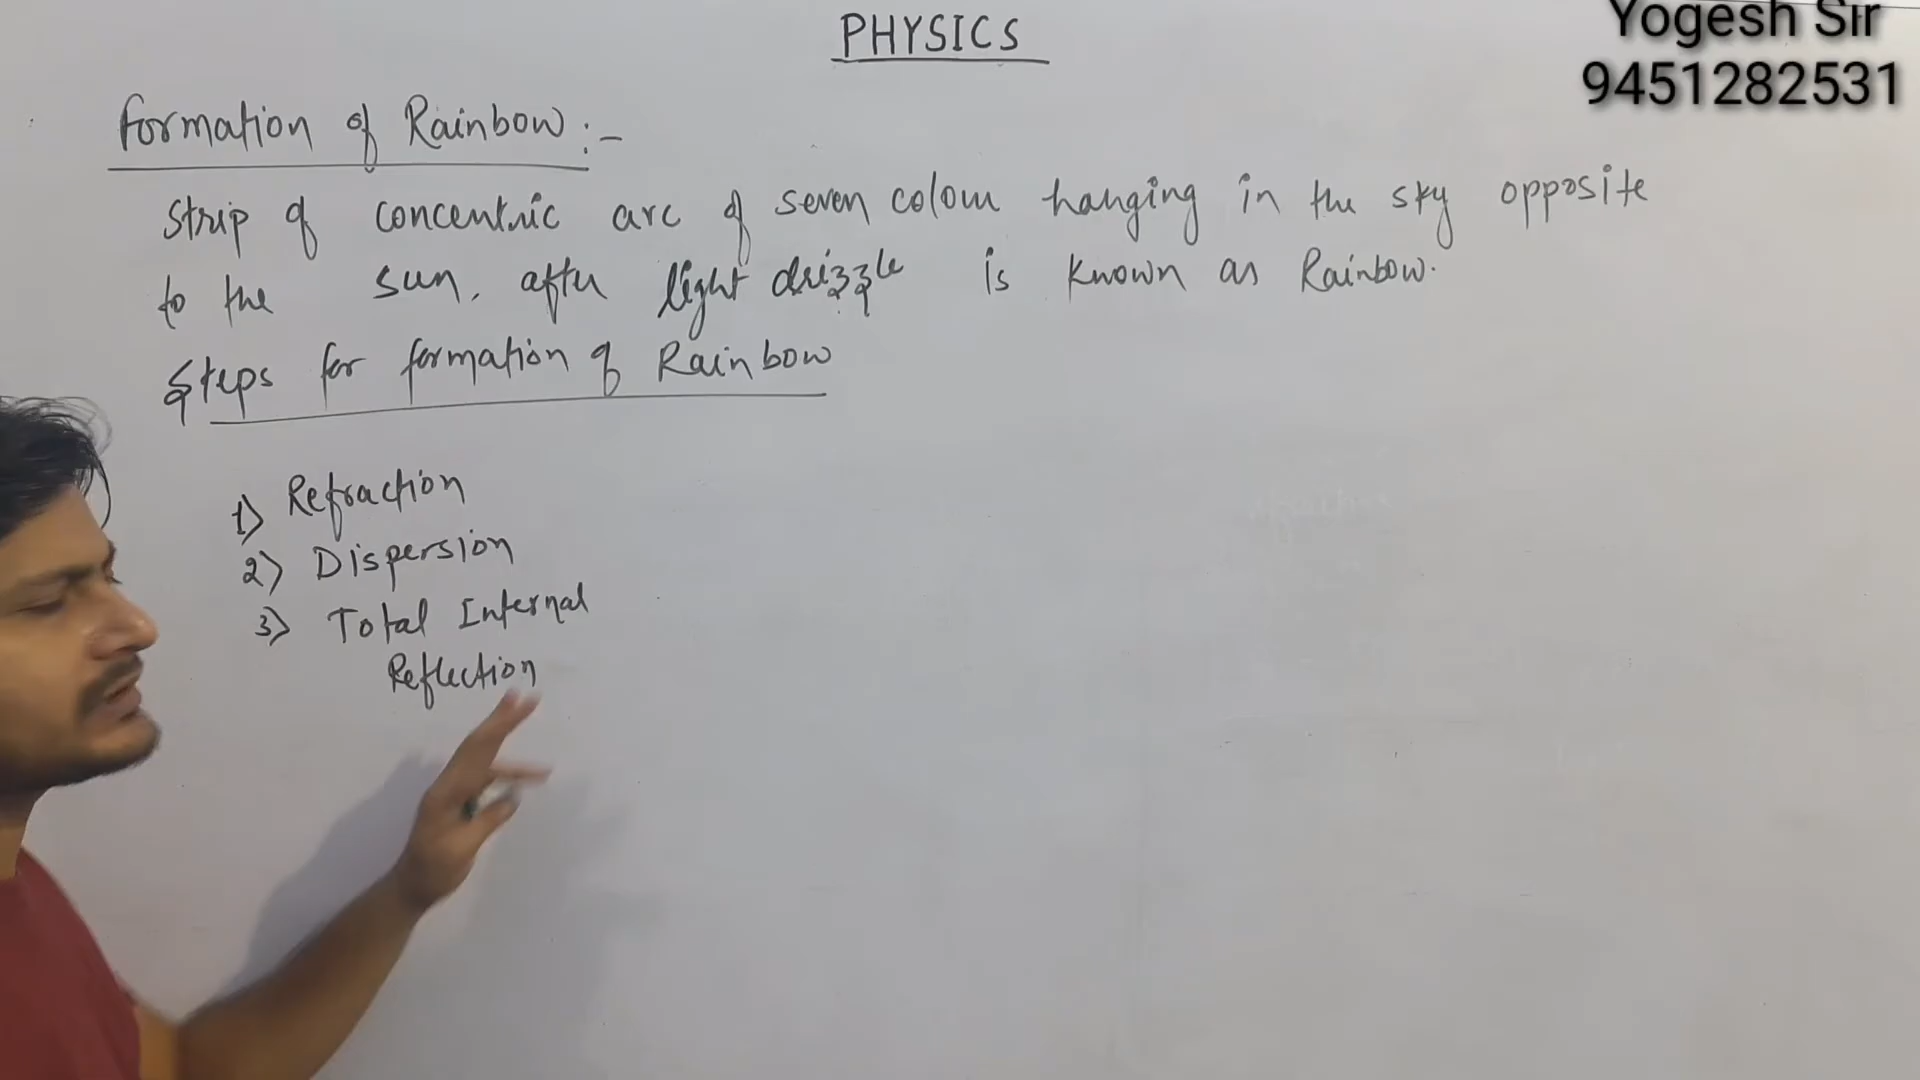 PHYSICS
Yogesh Sir
9451282531
Formation of Rainbow :-
Strip of concentric arc of seven colour hanging in the sky opposite
to the sun, after light drizzle is known as Rainbow.
Steps for formation of Rainbow
1) Refraction
2) Dispersion
3) Total Internal
Reflection